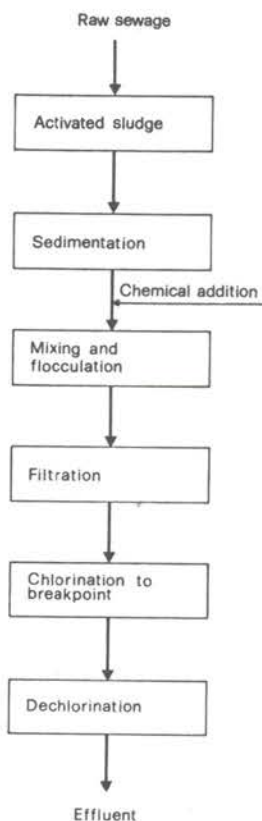 Raw sewage
Activated sludge
Sedimentation
Chemical addition
Mixing and
flocculation
Filtration
Chlorination to
breakpoint
Dechlorination
Effluent